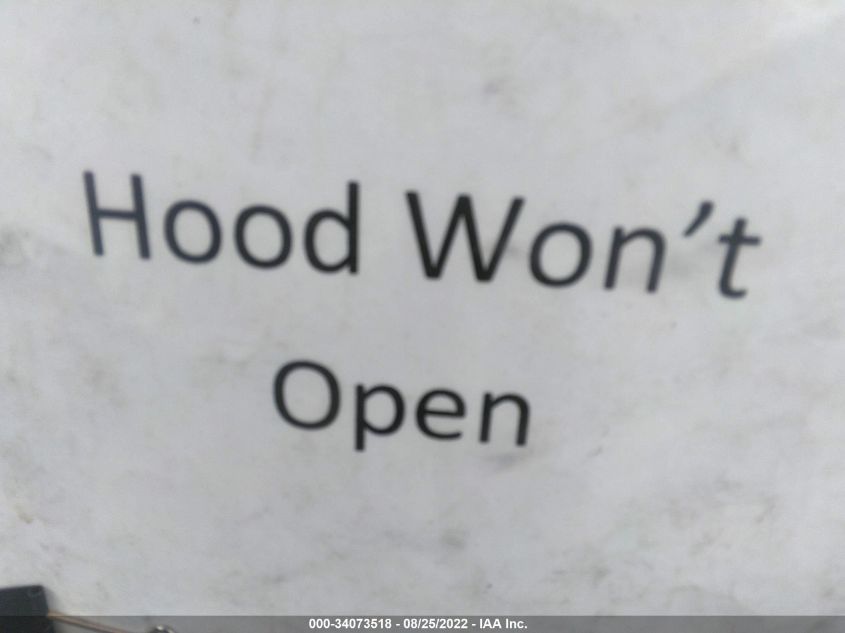 Hood Won’t
Open
000-34073518 - 08/25/2022 - IAA Inc.